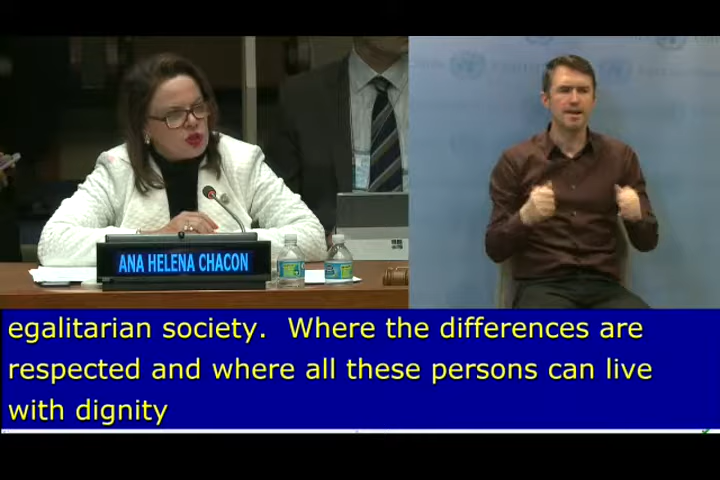 ANA HELENA CHACON
egalitarian society.  Where the differences are
respected and where all these persons can live
with dignity